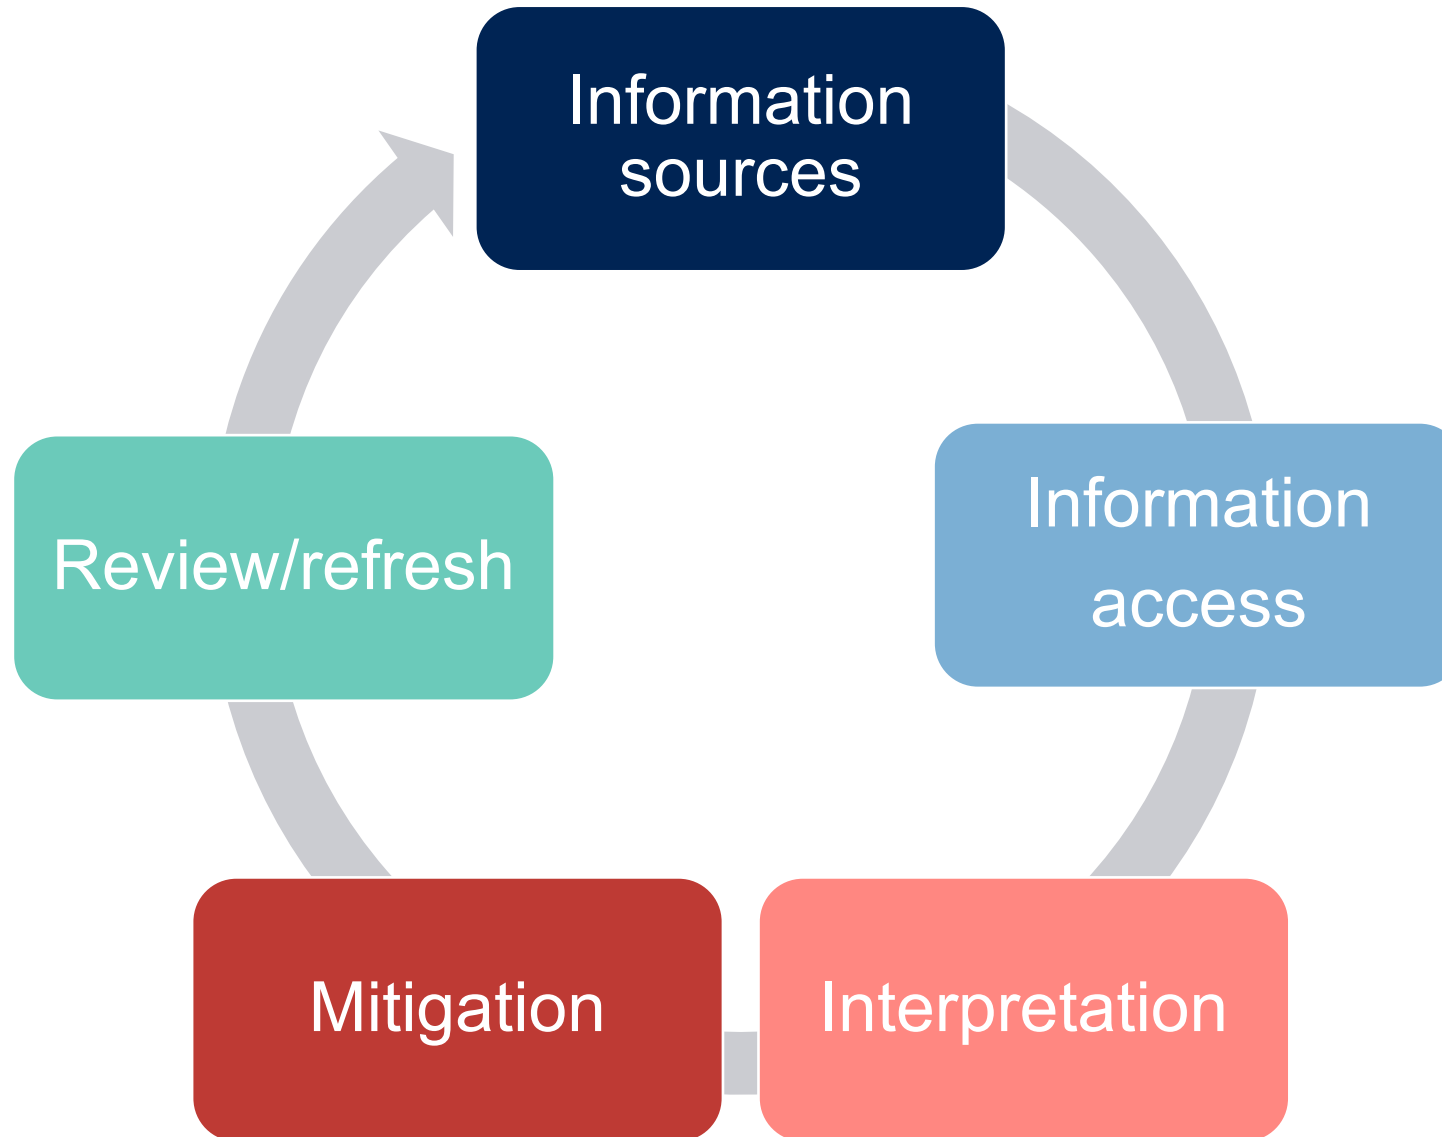 Information
sources
Information
access
Review/refresh
Mitigation
Interpretation